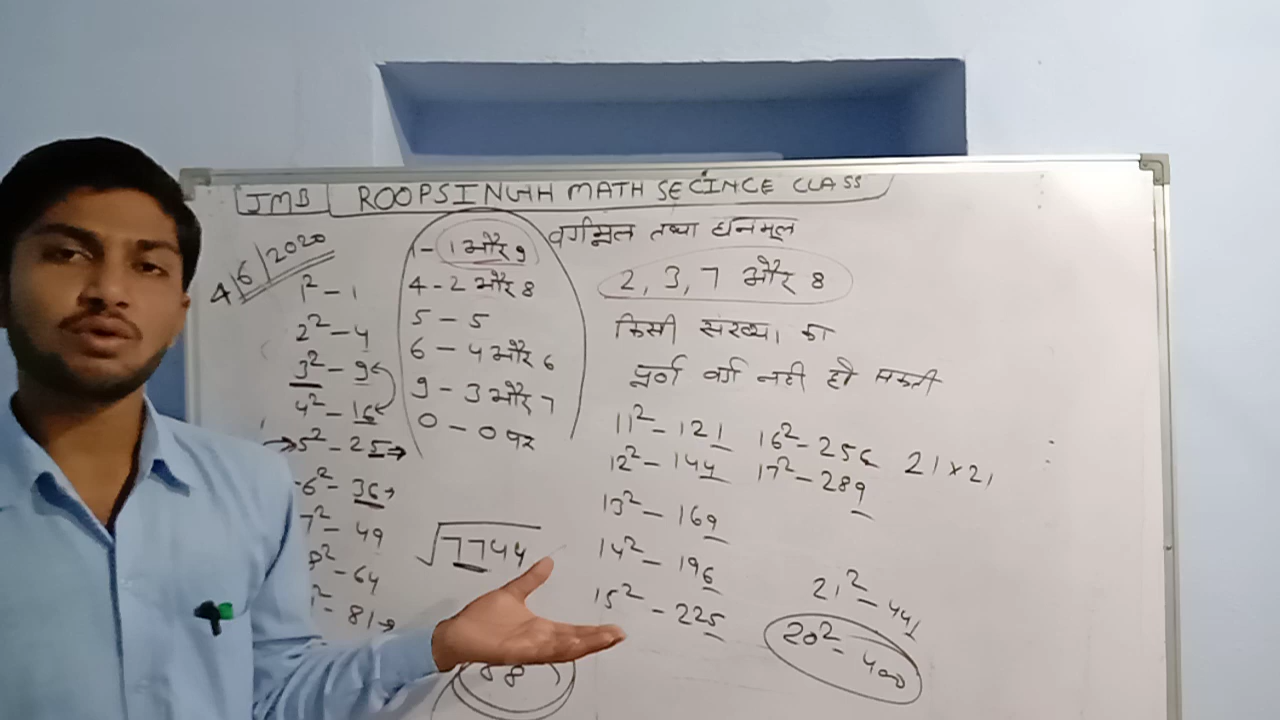 JMB ROOPSINGH MATH SECINCE CLASS
4/6/2020
वर्गमूल तथा घनमूल
1² - 1
2² - 4
3² - 9
4² - 16
5² - 25
6² - 36
7² - 49
8² - 64
² - 81
1 - 1 और 9
4 - 2 और 8
5 - 5
6 - 4 और 6
9 - 3 और 7
0 - 0 पर
√7744
88
2, 3, 7 और 8
किसी संख्या का
पूर्ण वर्ग नही हो सकती
11² - 121
12² - 144
13² - 169
14² - 196
15² - 225
16² - 256
17² - 289
21 × 21
21² - 441
20² - 400